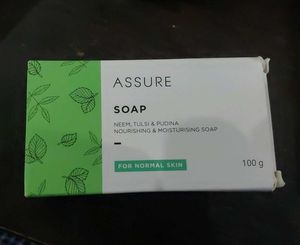 ASSURE
SOAP
NEEM, TULSI & PUDINA
NOURISHING & MOISTURISING SOAP
FOR NORMAL SKIN
100 g